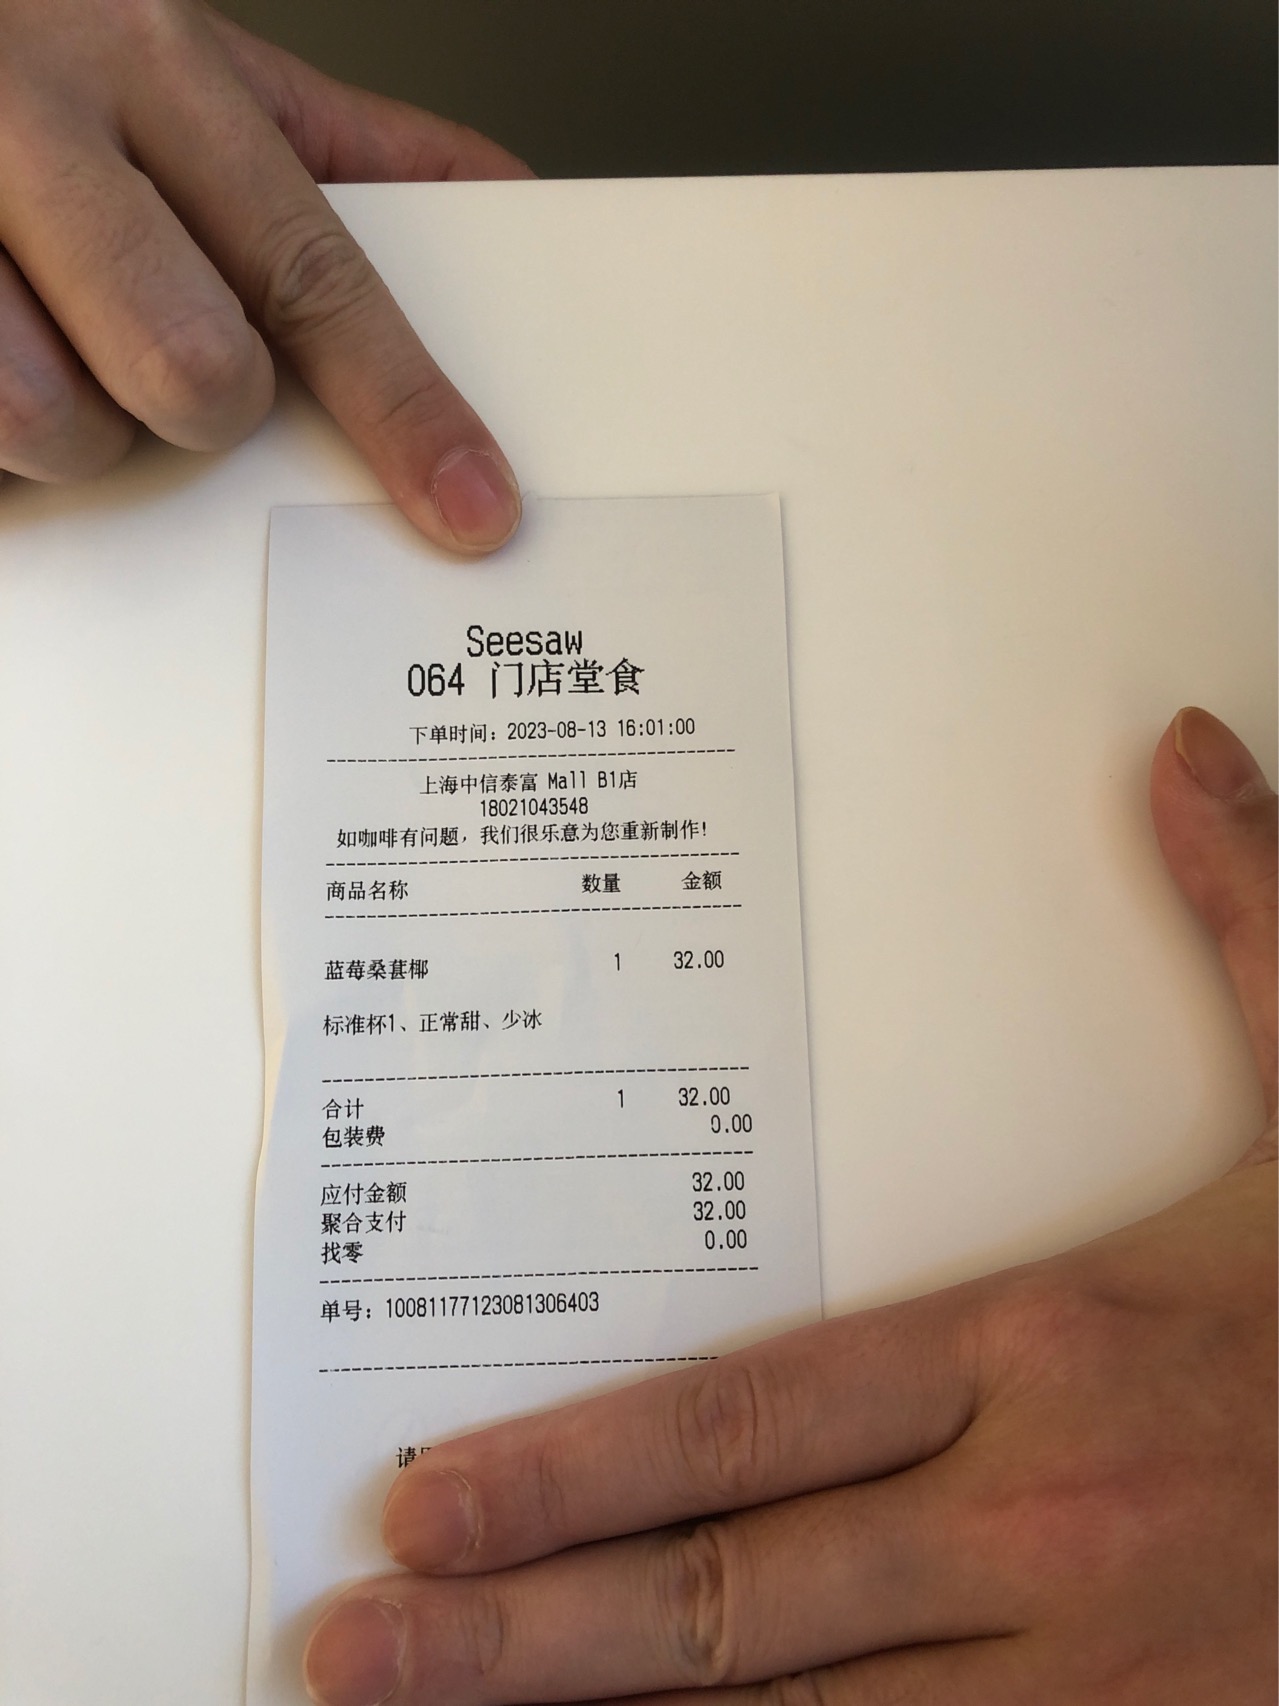 Seesaw
064 门店堂食
下单时间：2023-08-13 16:01:00
上海中信泰富 Mall B1店
18021043548
如咖啡有问题，我们很乐意为您重新制作！
商品名称 数量 金额
蓝莓桑葚椰 1 32.00
标准杯1、正常甜、少冰
合计 1 32.00
包装费 0.00
应付金额 32.00
聚合支付 32.00
找零 0.00
单号：10081177123081306403
请